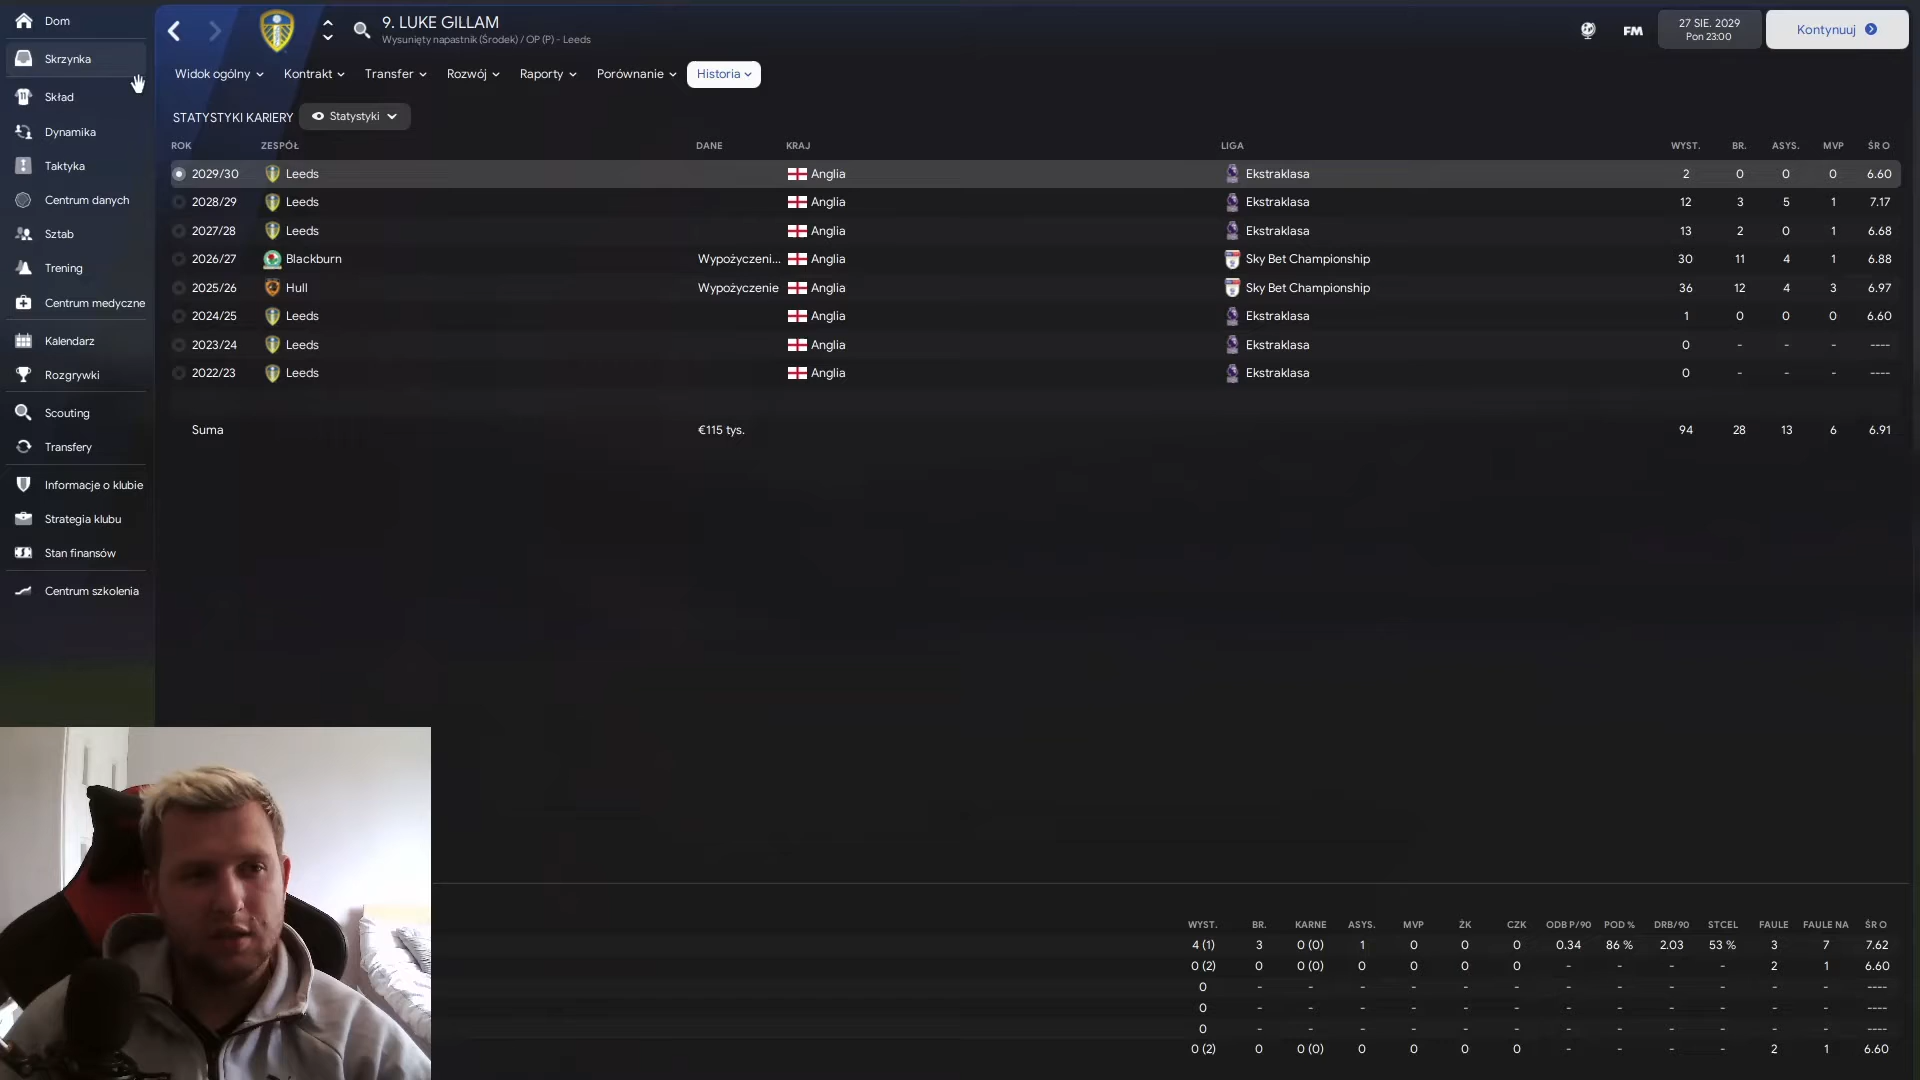 Dom
Skrzynka
Skład
Dynamika
Taktyka
Centrum danych
Sztab
Trening
Centrum medyczne
Kalendarz
Rozgrywki
Scouting
Transfery
Informacje o klubie
Strategia klubu
Stan finansów
Centrum szkolenia
9. LUKE GILLAM
Wysunięty napastnik (Środek) / OP (P) - Leeds
FM
27 SIE. 2029
Pon 23:00
Kontynuuj
Widok ogólny Kontrakt Transfer Rozwój Raporty Porównanie Historia
STATYSTYKI KARIERY Statystyki
ROK ZESPÓŁ DANE KRAJ LIGA WYST. BR. ASYS. MVP ŚR O
2029/30 Leeds Anglia Ekstraklasa 2 0 0 0 6.60
2028/29 Leeds Anglia Ekstraklasa 12 3 5 1 7.17
2027/28 Leeds Anglia Ekstraklasa 13 2 0 1 6.68
2026/27 Blackburn Wypożyczeni... Anglia Sky Bet Championship 30 11 4 1 6.88
2025/26 Hull Wypożyczenie Anglia Sky Bet Championship 36 12 4 3 6.97
2024/25 Leeds Anglia Ekstraklasa 1 0 0 0 6.60
2023/24 Leeds Anglia Ekstraklasa 0 - - - ----
2022/23 Leeds Anglia Ekstraklasa 0 - - - ----
Suma €115 tys. 94 28 13 6 6.91
WYST. BR. KARNE ASYS. MVP ŻK CZK ODB P/90 POD % DRB/90 STCEL FAULE FAULE NA ŚR O
4 (1) 3 0 (0) 1 0 0 0 0.34 86 % 2.03 53 % 3 7 7.62
0 (2) 0 0 (0) 0 0 0 0 - - - - 2 1 6.60
0 - - - - - - - - - - - - ----
0 - - - - - - - - - - - - ----
0 - - - - - - - - - - - - ----
0 (2) 0 0 (0) 0 0 0 0 - - - - 2 1 6.60